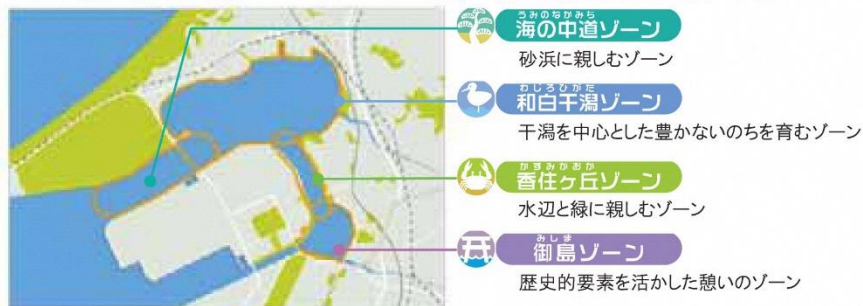 うみのなかみち
海の中道ゾーン
砂浜に親しむゾーン
わじろひがた
和白干潟ゾーン
干潟を中心とした豊かないのちを育むゾーン
かすみがおか
香住ヶ丘ゾーン
水辺と緑に親しむゾーン
みしま
御島ゾーン
歴史的要素を活かした憩いのゾーン